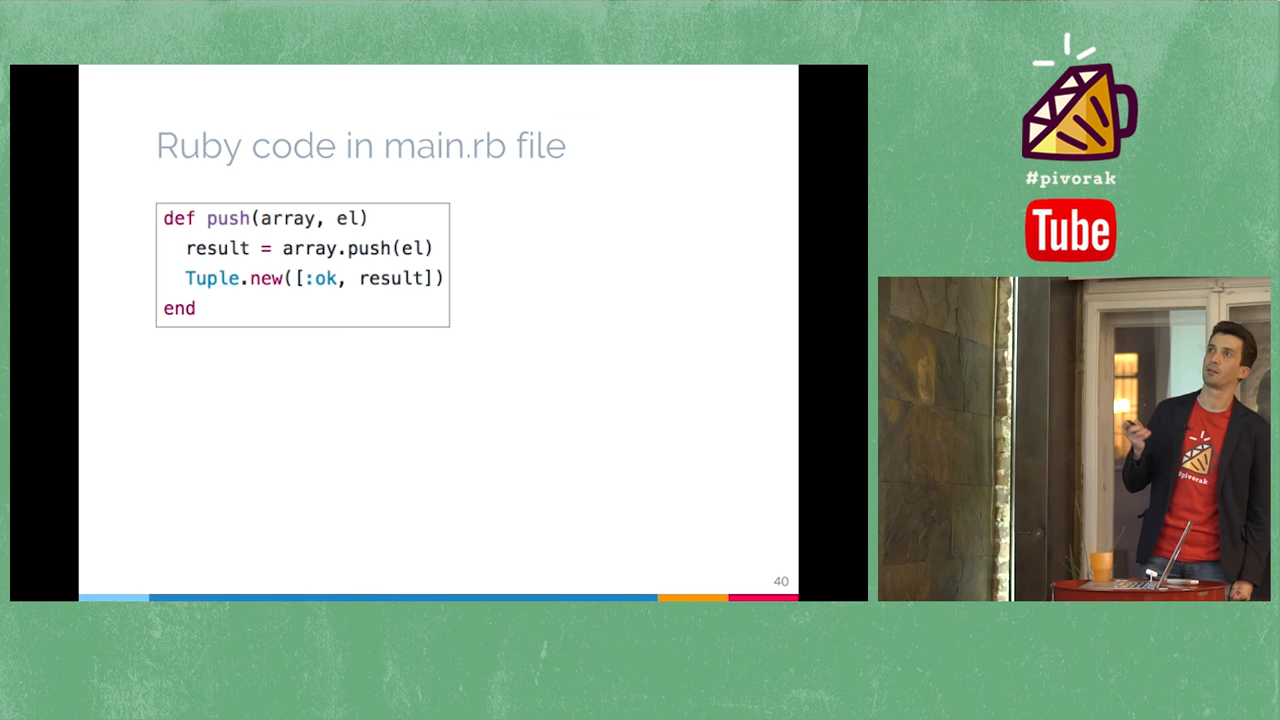 Ruby code in main.rb file
def push(array, el)
  result = array.push(el)
  Tuple.new([:ok, result])
end
40
#pivorak
Tube
#pivorak